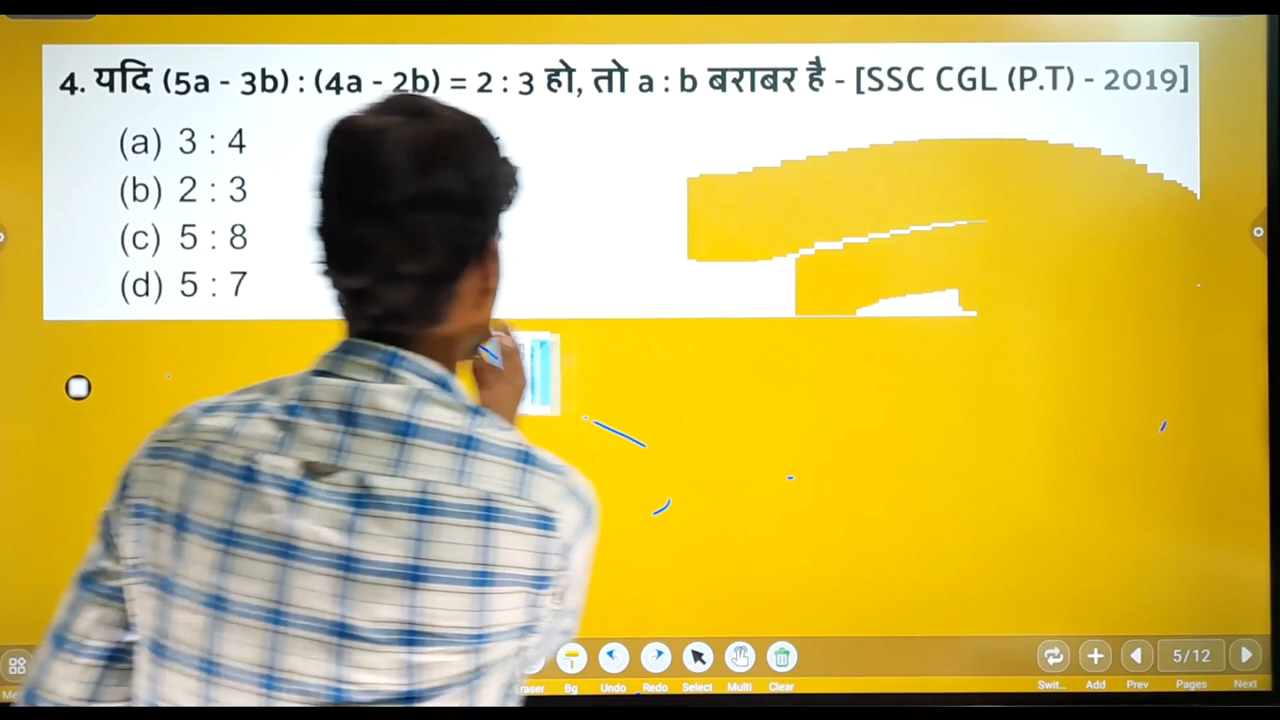 4. यदि (5a - 3b) : (4a - 2b) = 2 : 3 हो, तो a : b बराबर है - [SSC CGL (P.T) - 2019]
(a) 3 : 4
(b) 2 : 3
(c) 5 : 8
(d) 5 : 7
Bg Undo Redo Select Multi Clear
5/12
Swit... Add Prev Pages Next